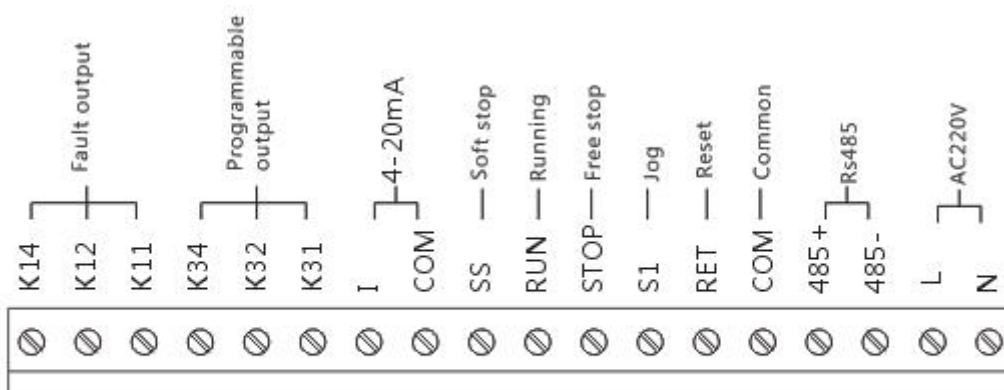 Fault output
Programmable
output
4-20mA
Soft stop
Running
Free stop
Jog
Reset
Common
Rs485
AC220V
K14
K12
K11
K34
K32
K31
I
COM
SS
RUN
STOP
S1
RET
COM
485+
485-
L
N